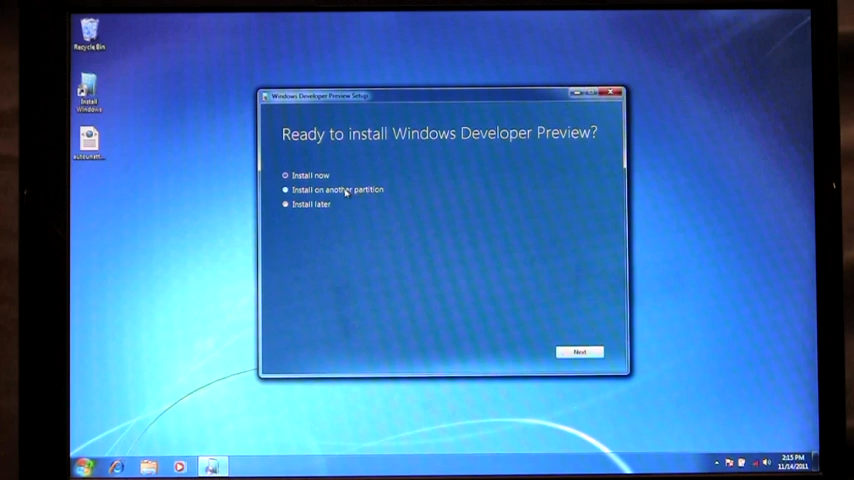 Recycle Bin
Install
Windows
autounatt...
Windows Developer Preview Setup
Ready to install Windows Developer Preview?
Install now
Install on another partition
Install later
Next
2:15 PM
11/14/2011